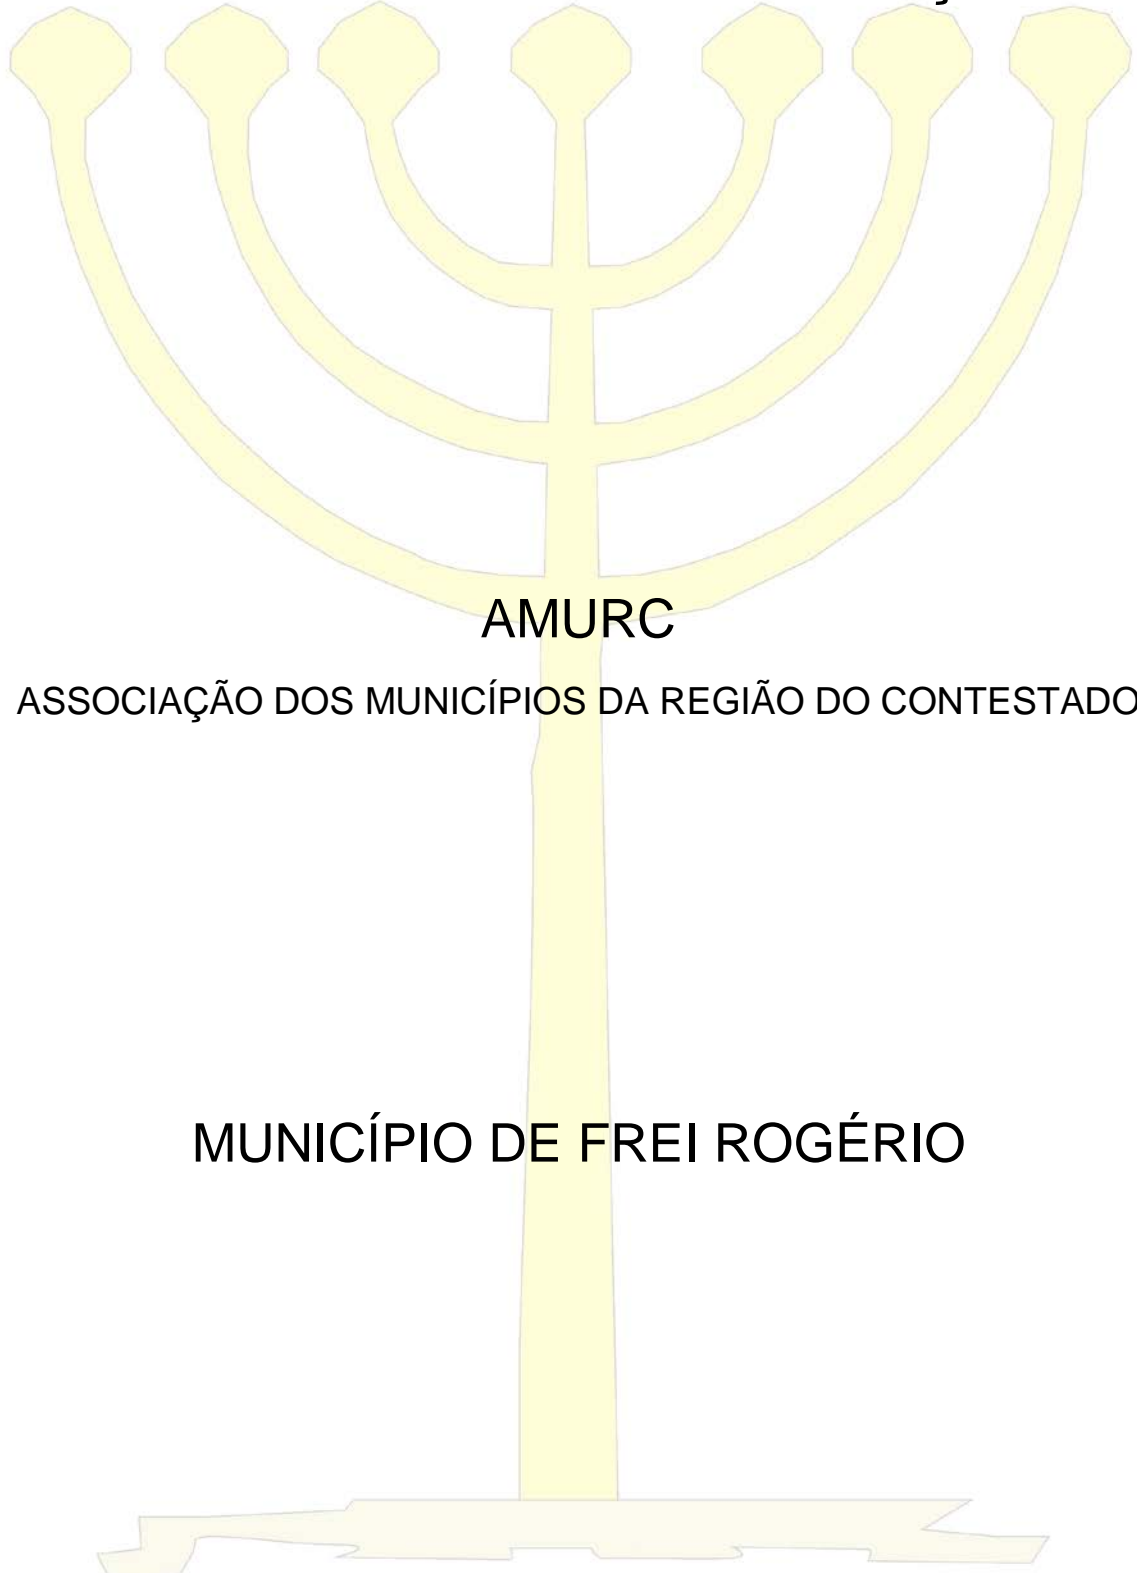 AMURC
ASSOCIAÇÃO DOS MUNICÍPIOS DA REGIÃO DO CONTESTADO
MUNICÍPIO DE FREI ROGÉRIO